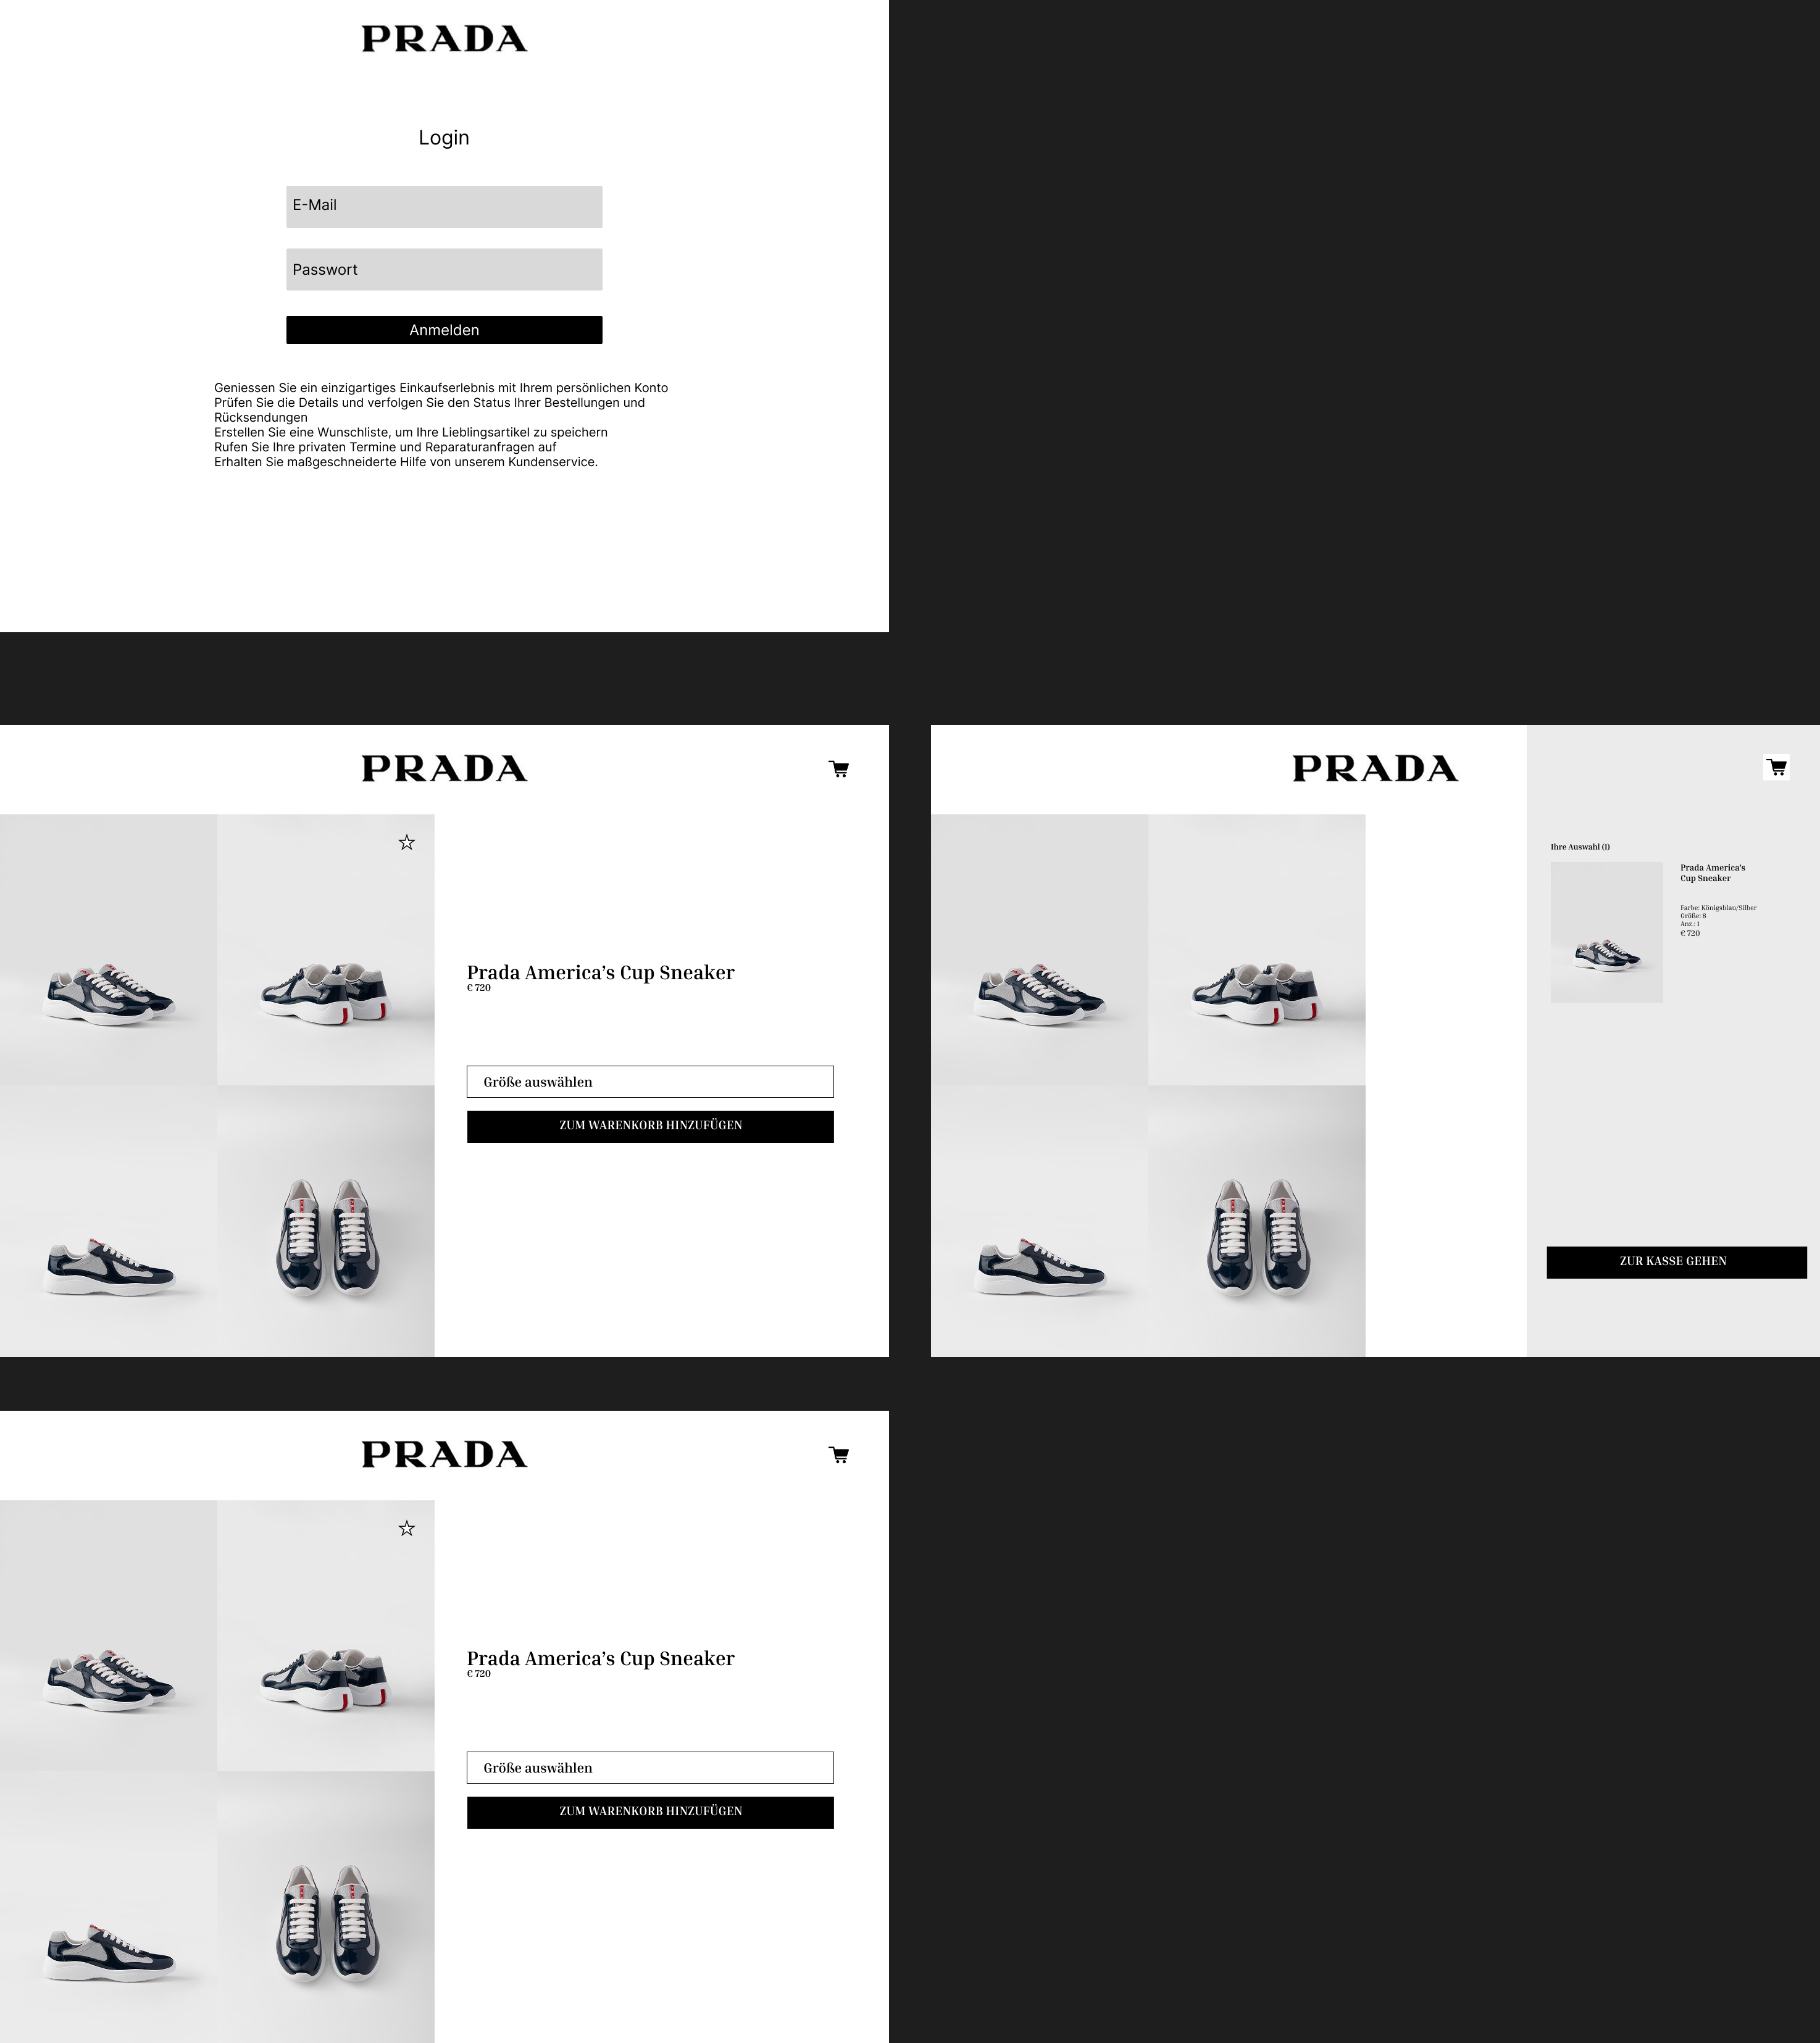 PRADA
Login
E-Mail
Passwort
Anmelden
Geniessen Sie ein einzigartiges Einkaufserlebnis mit Ihrem persönlichen Konto
Prüfen Sie die Details und verfolgen Sie den Status Ihrer Bestellungen und
Rücksendungen
Erstellen Sie eine Wunschliste, um Ihre Lieblingsartikel zu speichern
Rufen Sie Ihre privaten Termine und Reparaturanfragen auf
Erhalten Sie maßgeschneiderte Hilfe von unserem Kundenservice.
PRADA
Prada America’s Cup Sneaker
€ 720
Größe auswählen
ZUM WARENKORB HINZUFÜGEN
PRADA
Ihre Auswahl (1)
Prada America’s
Cup Sneaker
Farbe: Königsblau/Silber
Größe: 8
Anz.: 1
€ 720
ZUR KASSE GEHEN
PRADA
Prada America’s Cup Sneaker
€ 720
Größe auswählen
ZUM WARENKORB HINZUFÜGEN